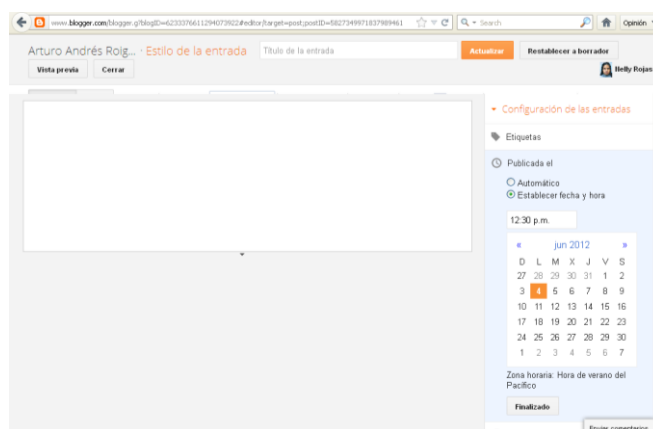 www.blogger.com/blogger.g?blogID=6233376611294073922#editor/target=post;postID=5827349971837989461
Search
Opinión
Arturo Andrés Roig... · Estilo de la entrada
Título de la entrada
Actualizar
Restablecer a borrador
Vista previa
Cerrar
Nelly Rojas
Configuración de las entradas
Etiquetas
Publicada el
Automático
Establecer fecha y hora
12:30 p.m.
« jun 2012 »
D L M X J V S
27 28 29 30 31 1 2
3 4 5 6 7 8 9
10 11 12 13 14 15 16
17 18 19 20 21 22 23
24 25 26 27 28 29 30
1 2 3 4 5 6 7
Zona horaria: Hora de verano del
Pacífico
Finalizado
Enviar comentarios